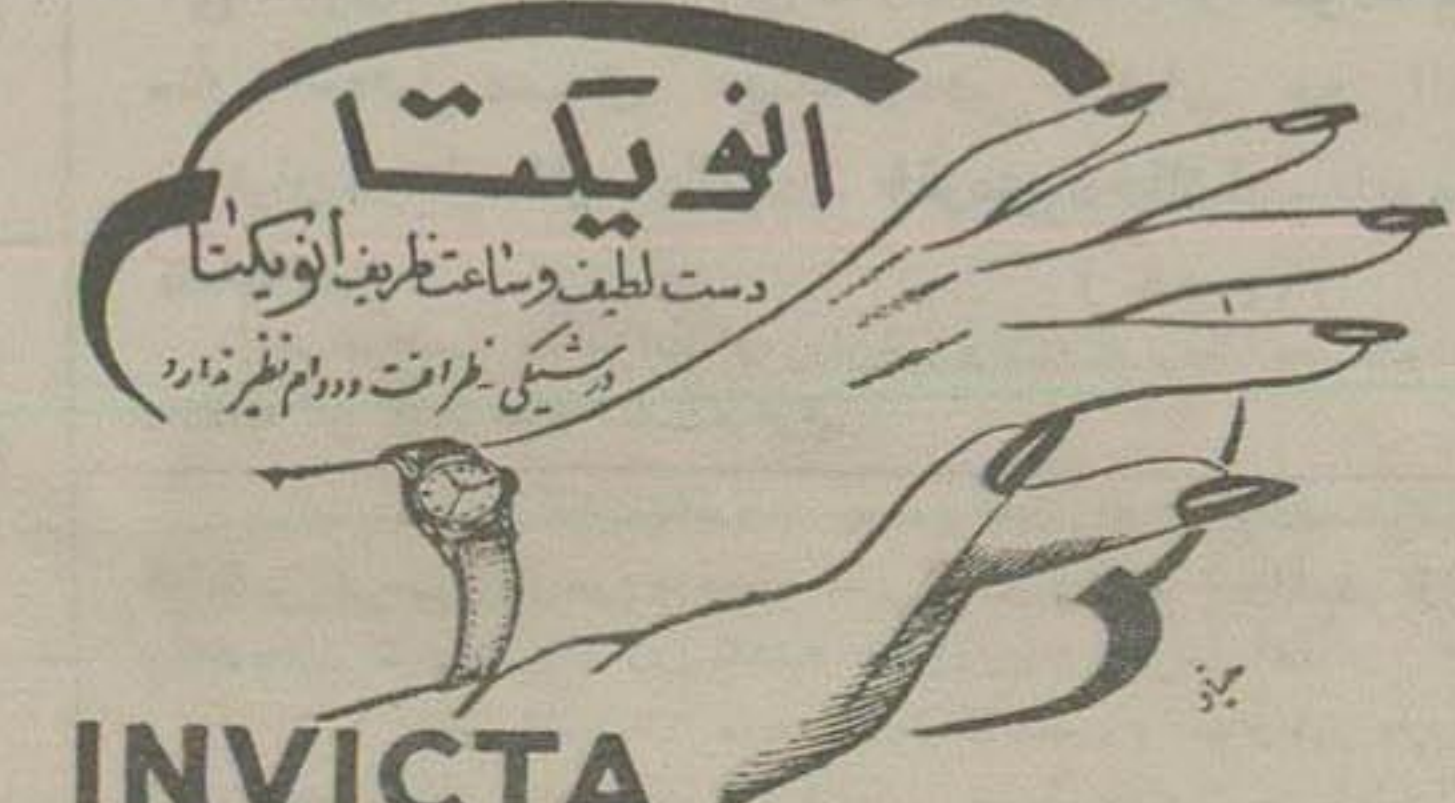 انویکتا
دست لطیف و ساعت ظریف انویکتا
در شیکی - ظرافت و دوام نظیر ندارد
INVICTA